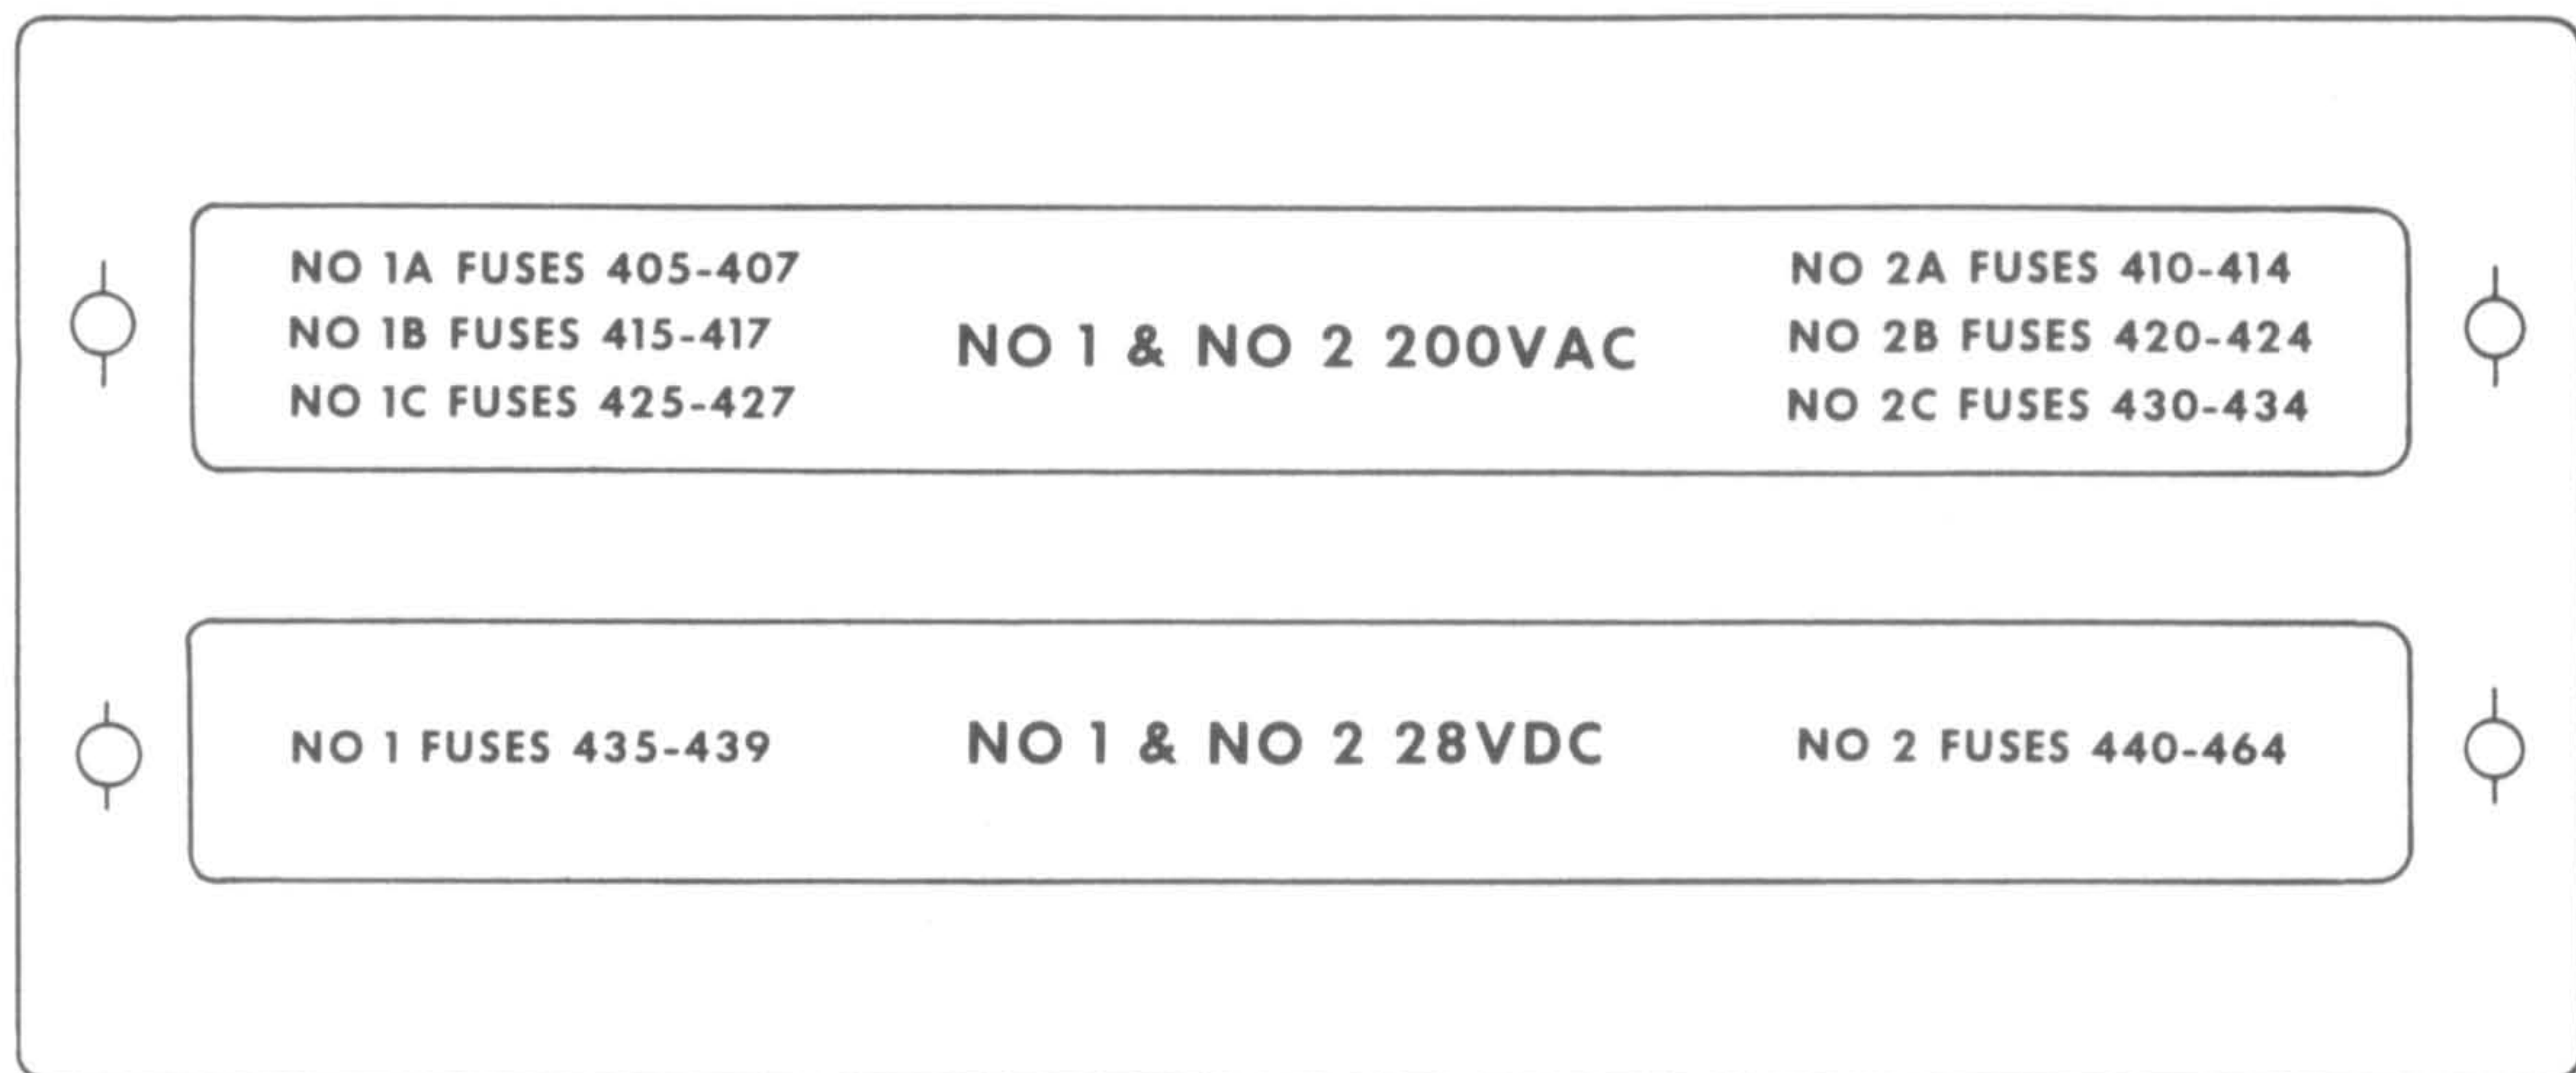 NO 1A FUSES 405-407
NO 1B FUSES 415-417
NO 1C FUSES 425-427
NO 1 & NO 2 200VAC
NO 2A FUSES 410-414
NO 2B FUSES 420-424
NO 2C FUSES 430-434
NO 1 FUSES 435-439
NO 1 & NO 2 28VDC
NO 2 FUSES 440-464